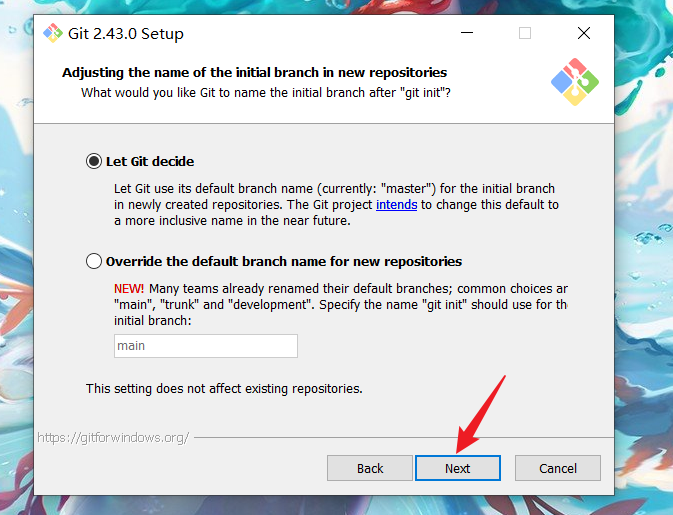 Git 2.43.0 Setup
Adjusting the name of the initial branch in new repositories
What would you like Git to name the initial branch after "git init"?
Let Git decide
Let Git use its default branch name (currently: "master") for the initial branch
in newly created repositories. The Git project intends to change this default to
a more inclusive name in the near future.
Override the default branch name for new repositories
NEW! Many teams already renamed their default branches; common choices ar
"main", "trunk" and "development". Specify the name "git init" should use for th
initial branch:
main
This setting does not affect existing repositories.
https://gitforwindows.org/
Back
Next
Cancel